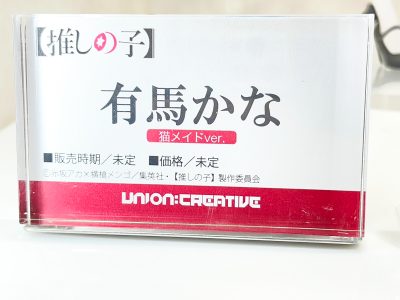 【推しの子】
有馬かな
猫メイドver.
■販売時期／未定 ■価格／未定
©赤坂アカ×横槍メンゴ／集英社・【推しの子】製作委員会
UNION:CREATIVE